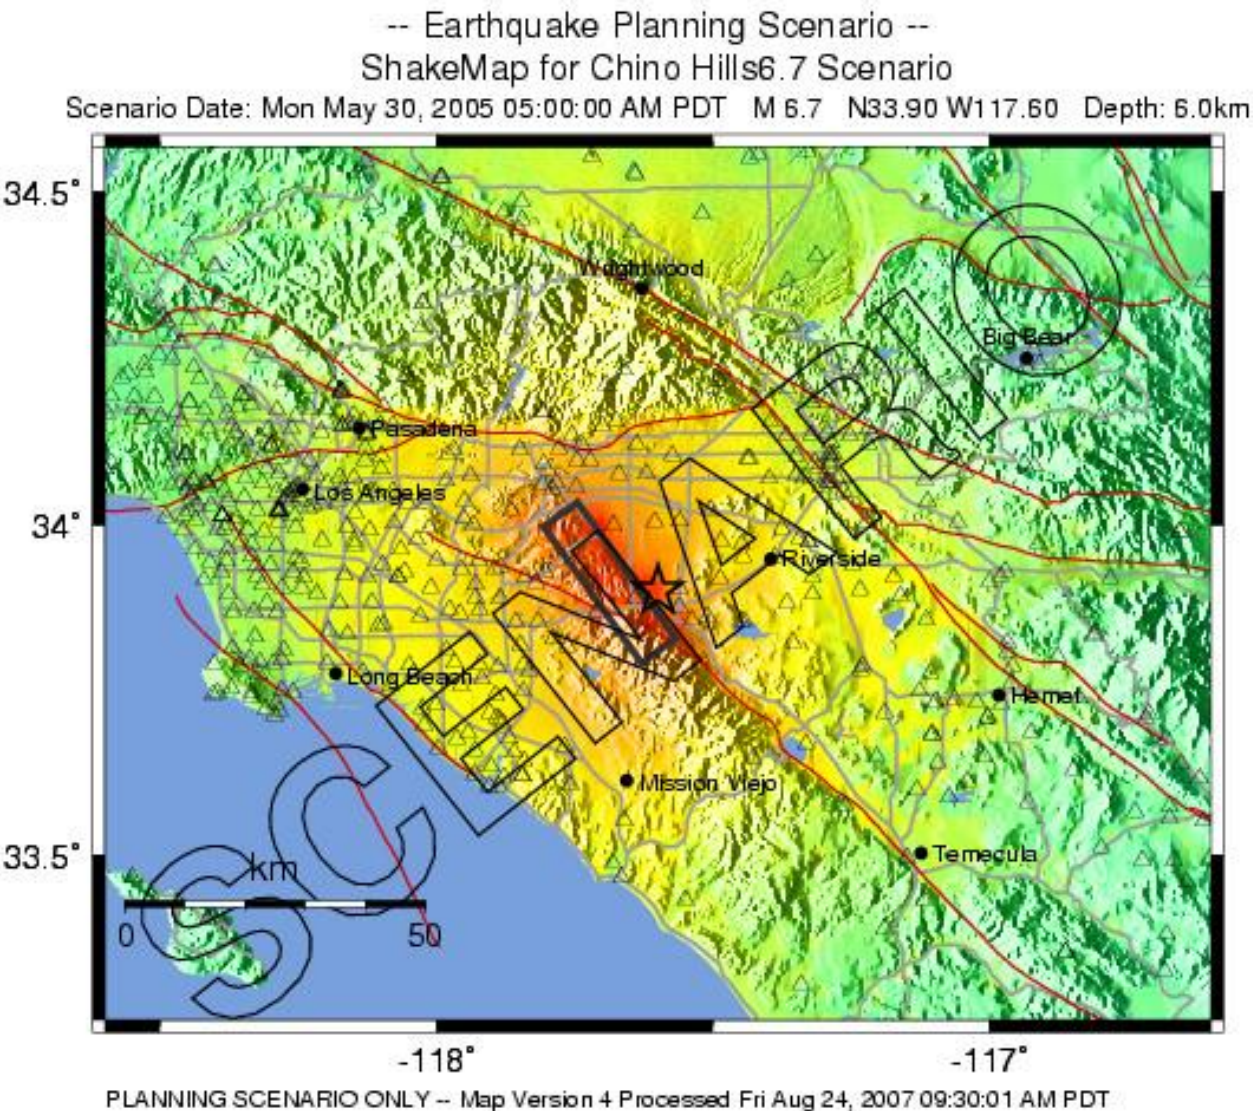 -- Earthquake Planning Scenario --
ShakeMap for Chino Hills6.7 Scenario
Scenario Date: Mon May 30, 2005 05:00:00 AM PDT M 6.7 N33.90 W117.60 Depth: 6.0km
34.5°
Wrightwood
Big Bear
Pasadena
Los Angeles
34°
Riverside
Long Beach
Hemet
Mission Viejo
33.5°
Temecula
km
0 50
SCENARIO
-118° -117°
PLANNING SCENARIO ONLY -- Map Version 4 Processed Fri Aug 24, 2007 09:30:01 AM PDT